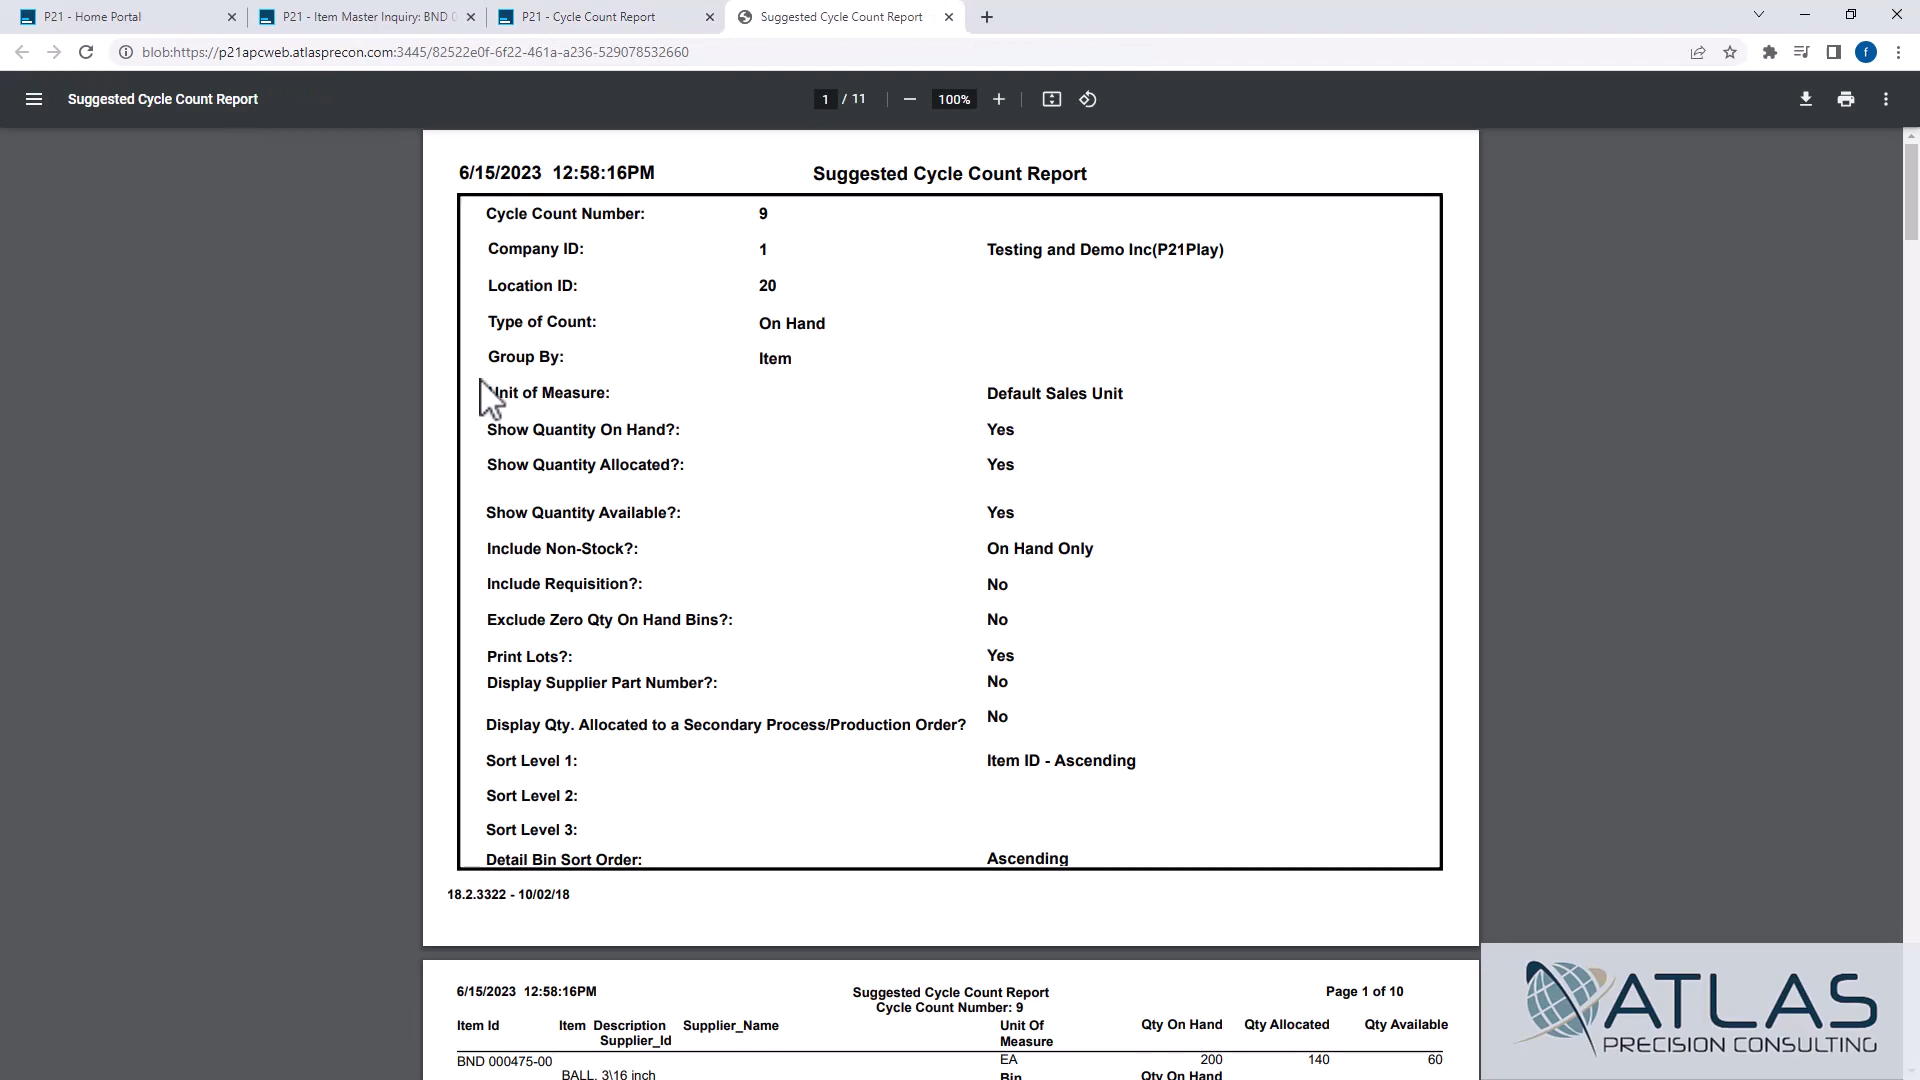 P21 - Home Portal
P21 - Item Master Inquiry: BND 0
P21 - Cycle Count Report
Suggested Cycle Count Report
blob:https://p21apcweb.atlasprecon.com:3445/82522e0f-6f22-461a-a236-529078532660
f
Suggested Cycle Count Report
1 / 11
100%
6/15/2023 12:58:16PM Suggested Cycle Count Report
Cycle Count Number: 9
Company ID: 1 Testing and Demo Inc(P21Play)
Location ID: 20
Type of Count: On Hand
Group By: Item
Unit of Measure: Default Sales Unit
Show Quantity On Hand?: Yes
Show Quantity Allocated?: Yes
Show Quantity Available?: Yes
Include Non-Stock?: On Hand Only
Include Requisition?: No
Exclude Zero Qty On Hand Bins?: No
Print Lots?: Yes
Display Supplier Part Number?: No
Display Qty. Allocated to a Secondary Process/Production Order? No
Sort Level 1: Item ID - Ascending
Sort Level 2:
Sort Level 3:
Detail Bin Sort Order: Ascending
18.2.3322 - 10/02/18
6/15/2023 12:58:16PM Suggested Cycle Count Report Page 1 of 10
Cycle Count Number: 9
Item Id Item Description Supplier_Name Unit Of Qty On Hand Qty Allocated Qty Available
Supplier_Id Measure
BND 000475-00 EA 200 140 60
BALL, 3\16 inch Bin Qty On Hand
ATLAS
PRECISION CONSULTING